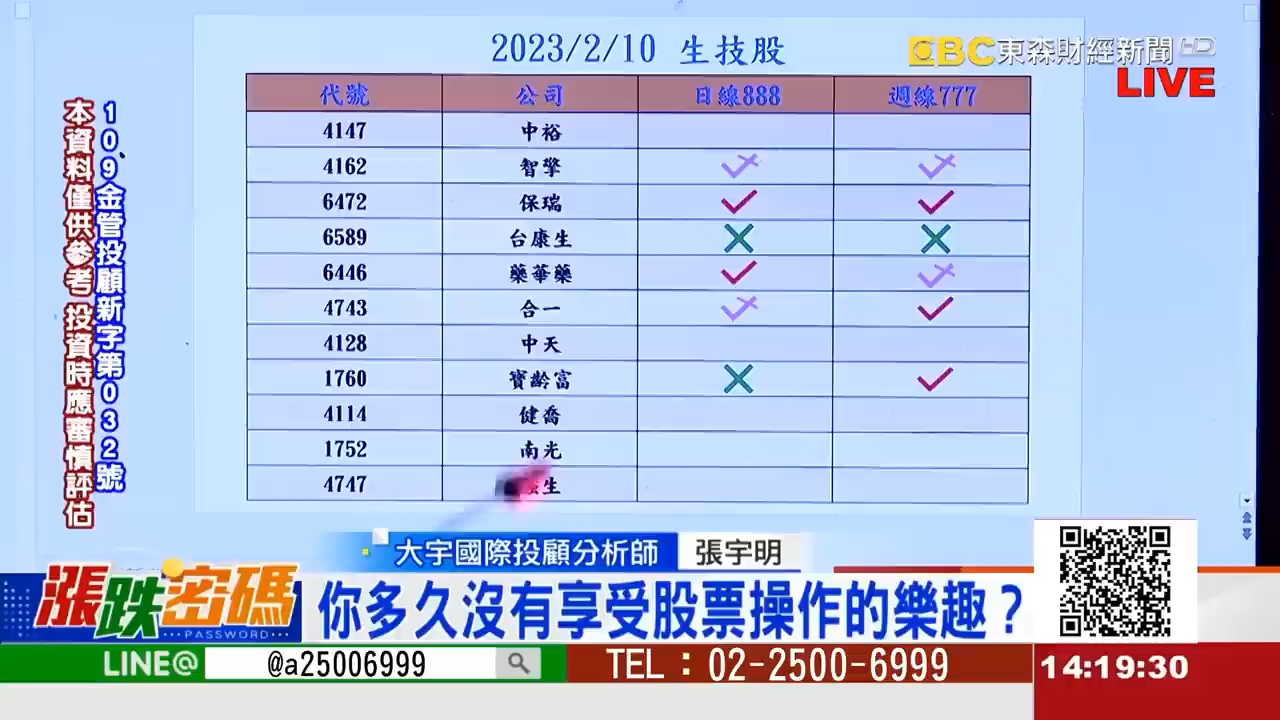 2023/2/10 生技股
EBC東森財經新聞HD
LIVE
代號 公司 日線888 週線777
4147 中裕
4162 智擎
6472 保瑞
6589 台康生
6446 藥華藥
4743 合一
4128 中天
1760 寶齡富
4114 健喬
1752 南光
4747 生
109金管投顧新字第032號
本資料僅供參考 投資時應審慎評估
大宇國際投顧分析師 張宇明
漲跌密碼
PASSWORD
你多久沒有享受股票操作的樂趣？
LINE@ @a25006999 TEL：02-2500-6999
14:19:30